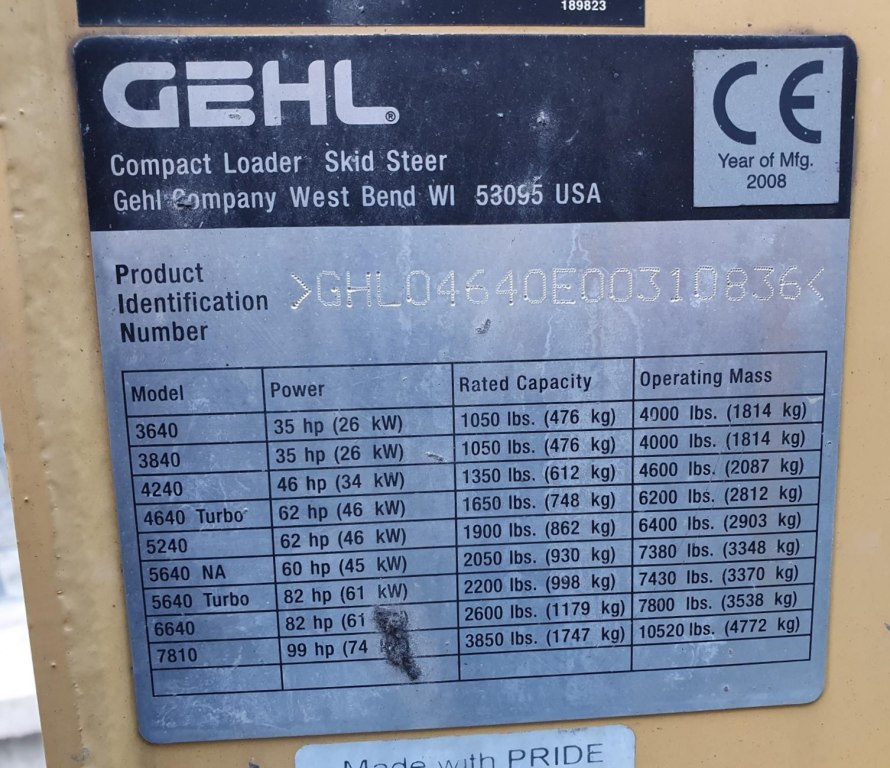 189823
GEHL®
CE
Compact Loader Skid Steer
Year of Mfg.
Gehl Company West Bend WI 53095 USA
2008
Product
Identification
Number
>GHL04640E00310836<
Model Power Rated Capacity Operating Mass
3640 35 hp (26 kW) 1050 lbs. (476 kg) 4000 lbs. (1814 kg)
3840 35 hp (26 kW) 1050 lbs. (476 kg) 4000 lbs. (1814 kg)
4240 46 hp (34 kW) 1350 lbs. (612 kg) 4600 lbs. (2087 kg)
4640 Turbo 62 hp (46 kW) 1650 lbs. (748 kg) 6200 lbs. (2812 kg)
5240 62 hp (46 kW) 1900 lbs. (862 kg) 6400 lbs. (2903 kg)
5640 NA 60 hp (45 kW) 2050 lbs. (930 kg) 7380 lbs. (3348 kg)
5640 Turbo 82 hp (61 kW) 2200 lbs. (998 kg) 7430 lbs. (3370 kg)
6640 82 hp (61 2600 lbs. (1179 kg) 7800 lbs. (3538 kg)
7810 99 hp (74 3850 lbs. (1747 kg) 10520 lbs. (4772 kg)
Made with PRIDE